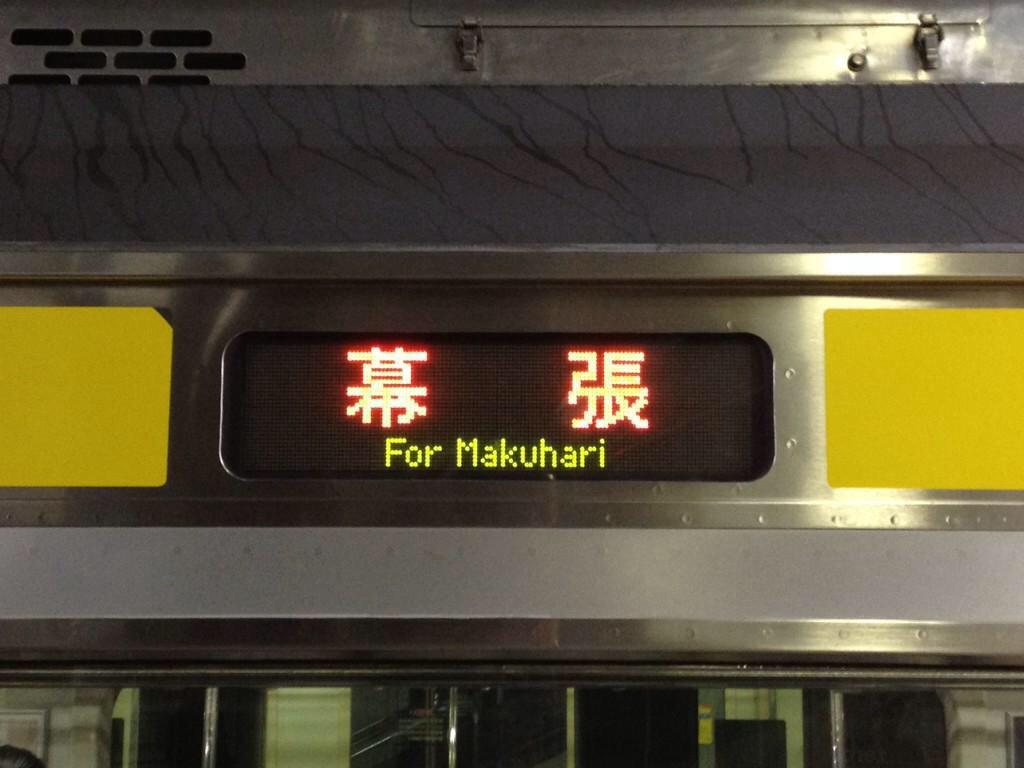 幕張
For Makuhari